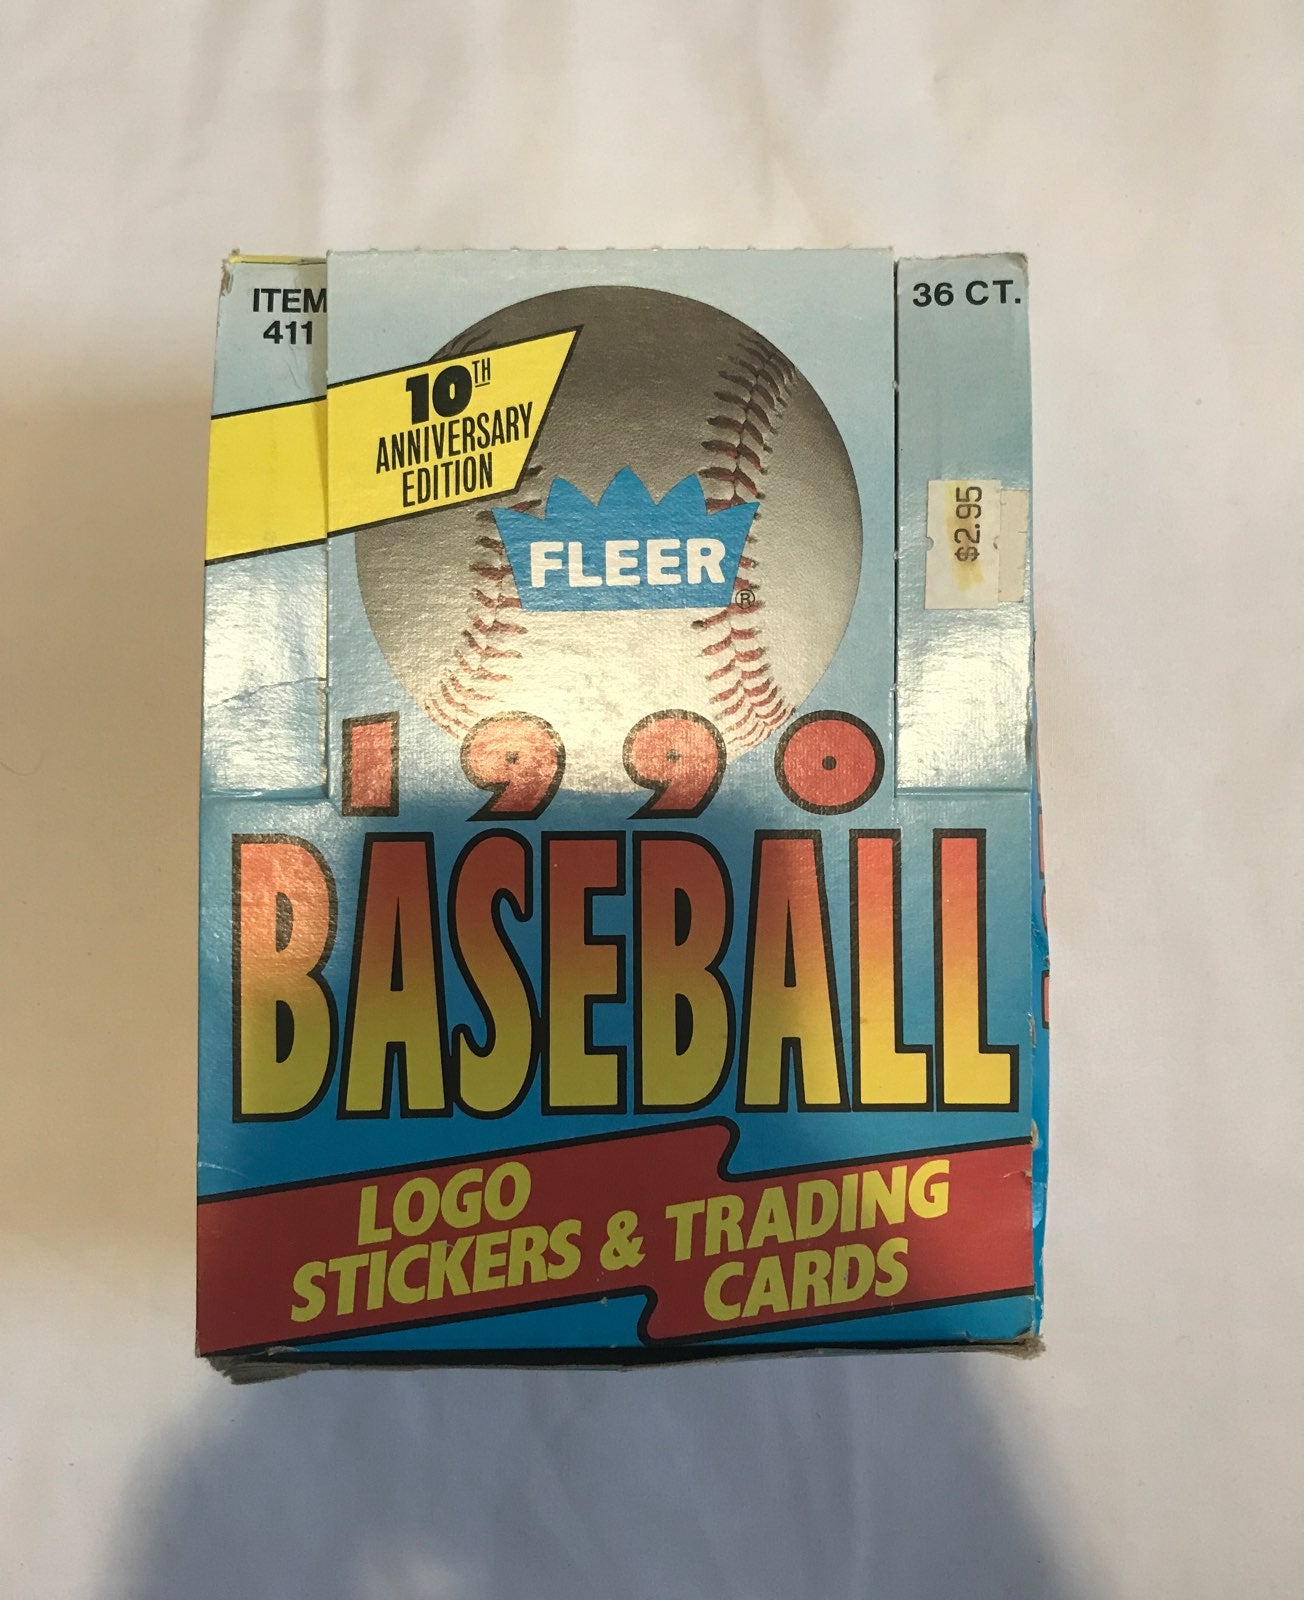 ITEM
411
36 CT.
10TH
ANNIVERSARY
EDITION
$2.95
FLEER
®
1990
BASEBALL
LOGO
STICKERS & TRADING
CARDS